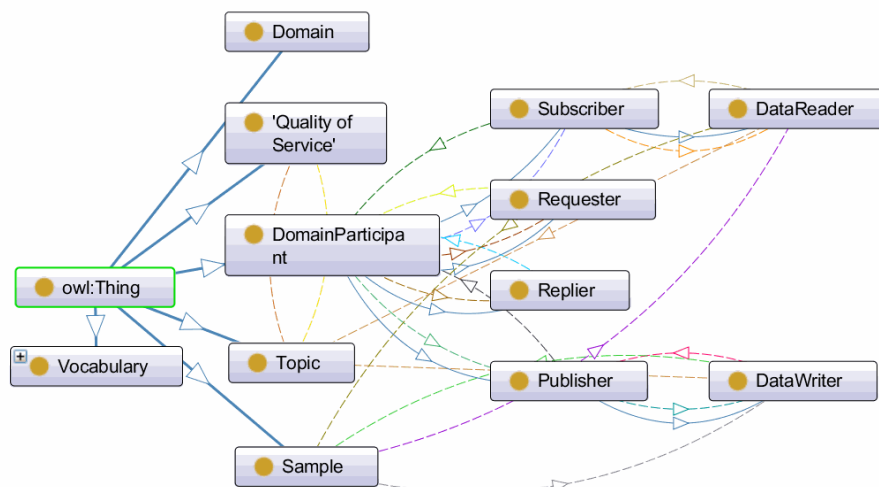 Domain
'Quality of
Service'
Subscriber
DataReader
Requester
DomainParticipa
nt
owl:Thing
Replier
Vocabulary
Topic
Publisher
DataWriter
Sample